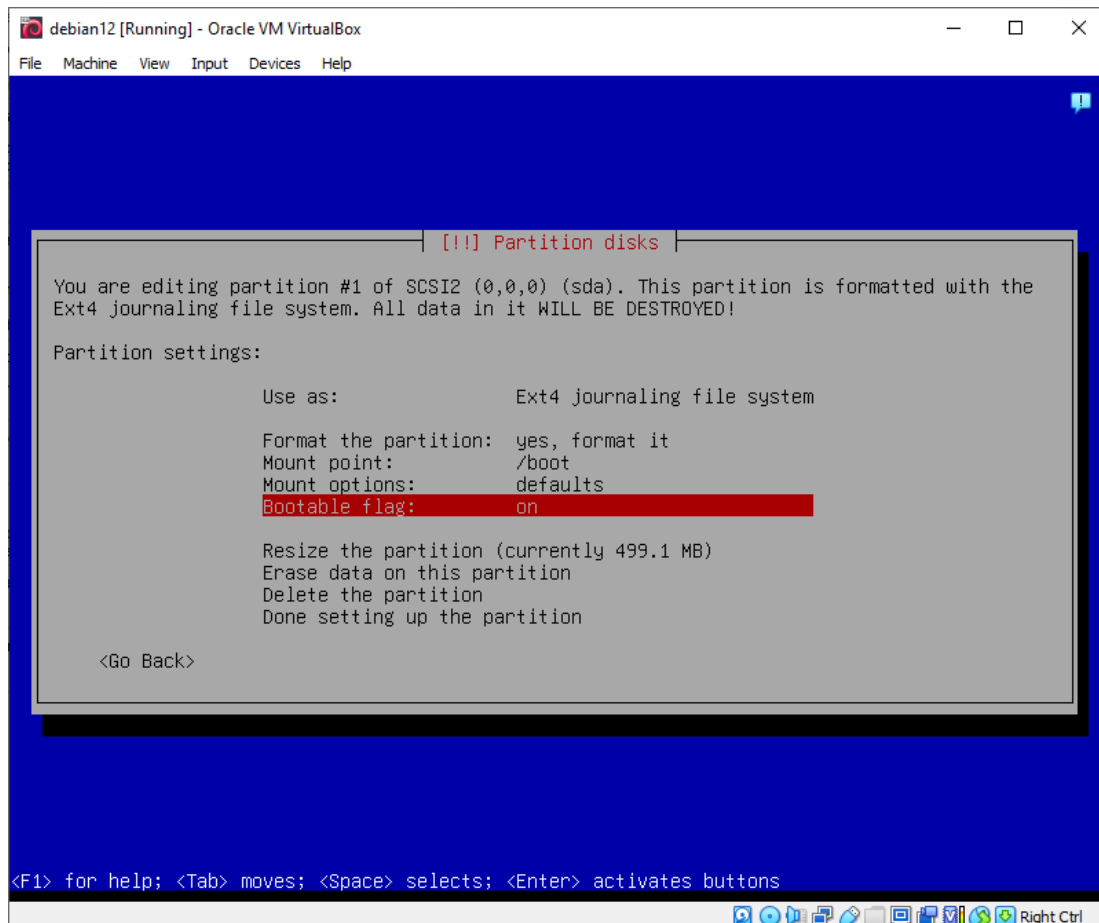 debian12 [Running] - Oracle VM VirtualBox
File Machine View Input Devices Help
[!!] Partition disks
You are editing partition #1 of SCSI2 (0,0,0) (sda). This partition is formatted with the
Ext4 journaling file system. All data in it WILL BE DESTROYED!
Partition settings:
Use as: Ext4 journaling file system
Format the partition: yes, format it
Mount point: /boot
Mount options: defaults
Bootable flag: on
Resize the partition (currently 499.1 MB)
Erase data on this partition
Delete the partition
Done setting up the partition
<Go Back>
<F1> for help; <Tab> moves; <Space> selects; <Enter> activates buttons
Right Ctrl